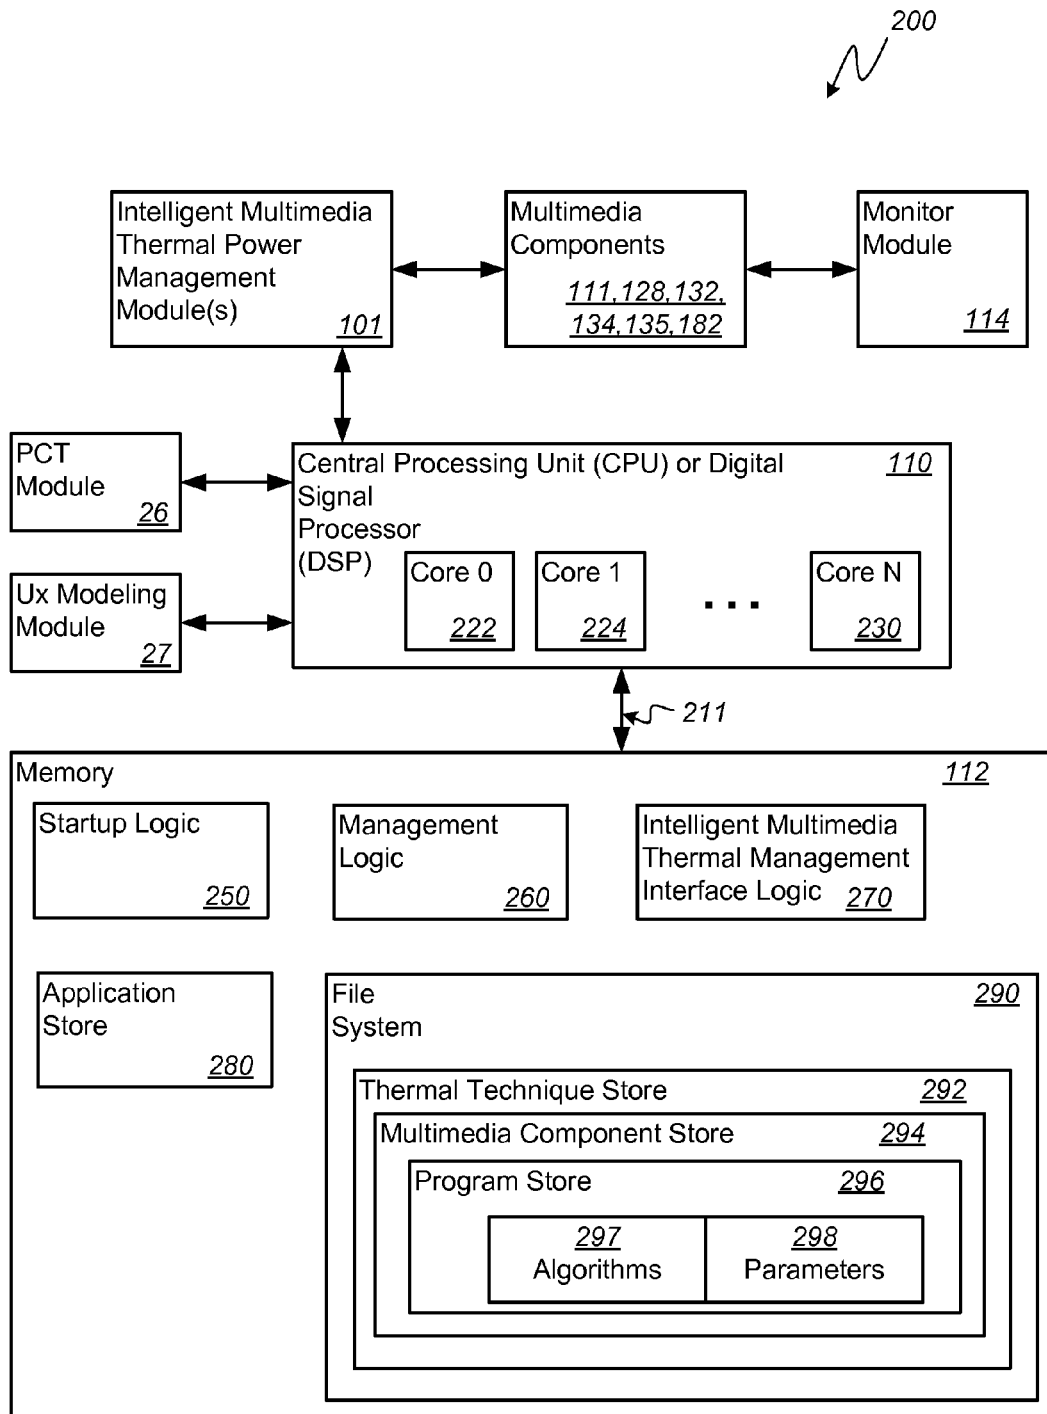 200
Intelligent Multimedia
Thermal Power
Management
Module(s)
101
Multimedia
Components
111,128,132,
134,135,182
Monitor
Module
114
PCT
Module
26
Ux Modeling
Module
27
Central Processing Unit (CPU) or Digital
Signal
Processor
(DSP)
110
Core 0
222
Core 1
224
. . .
Core N
230
211
Memory
112
Startup Logic
250
Management
Logic
260
Intelligent Multimedia
Thermal Management
Interface Logic
270
Application
Store
280
File
System
290
Thermal Technique Store
292
Multimedia Component Store
294
Program Store
296
297
Algorithms
298
Parameters